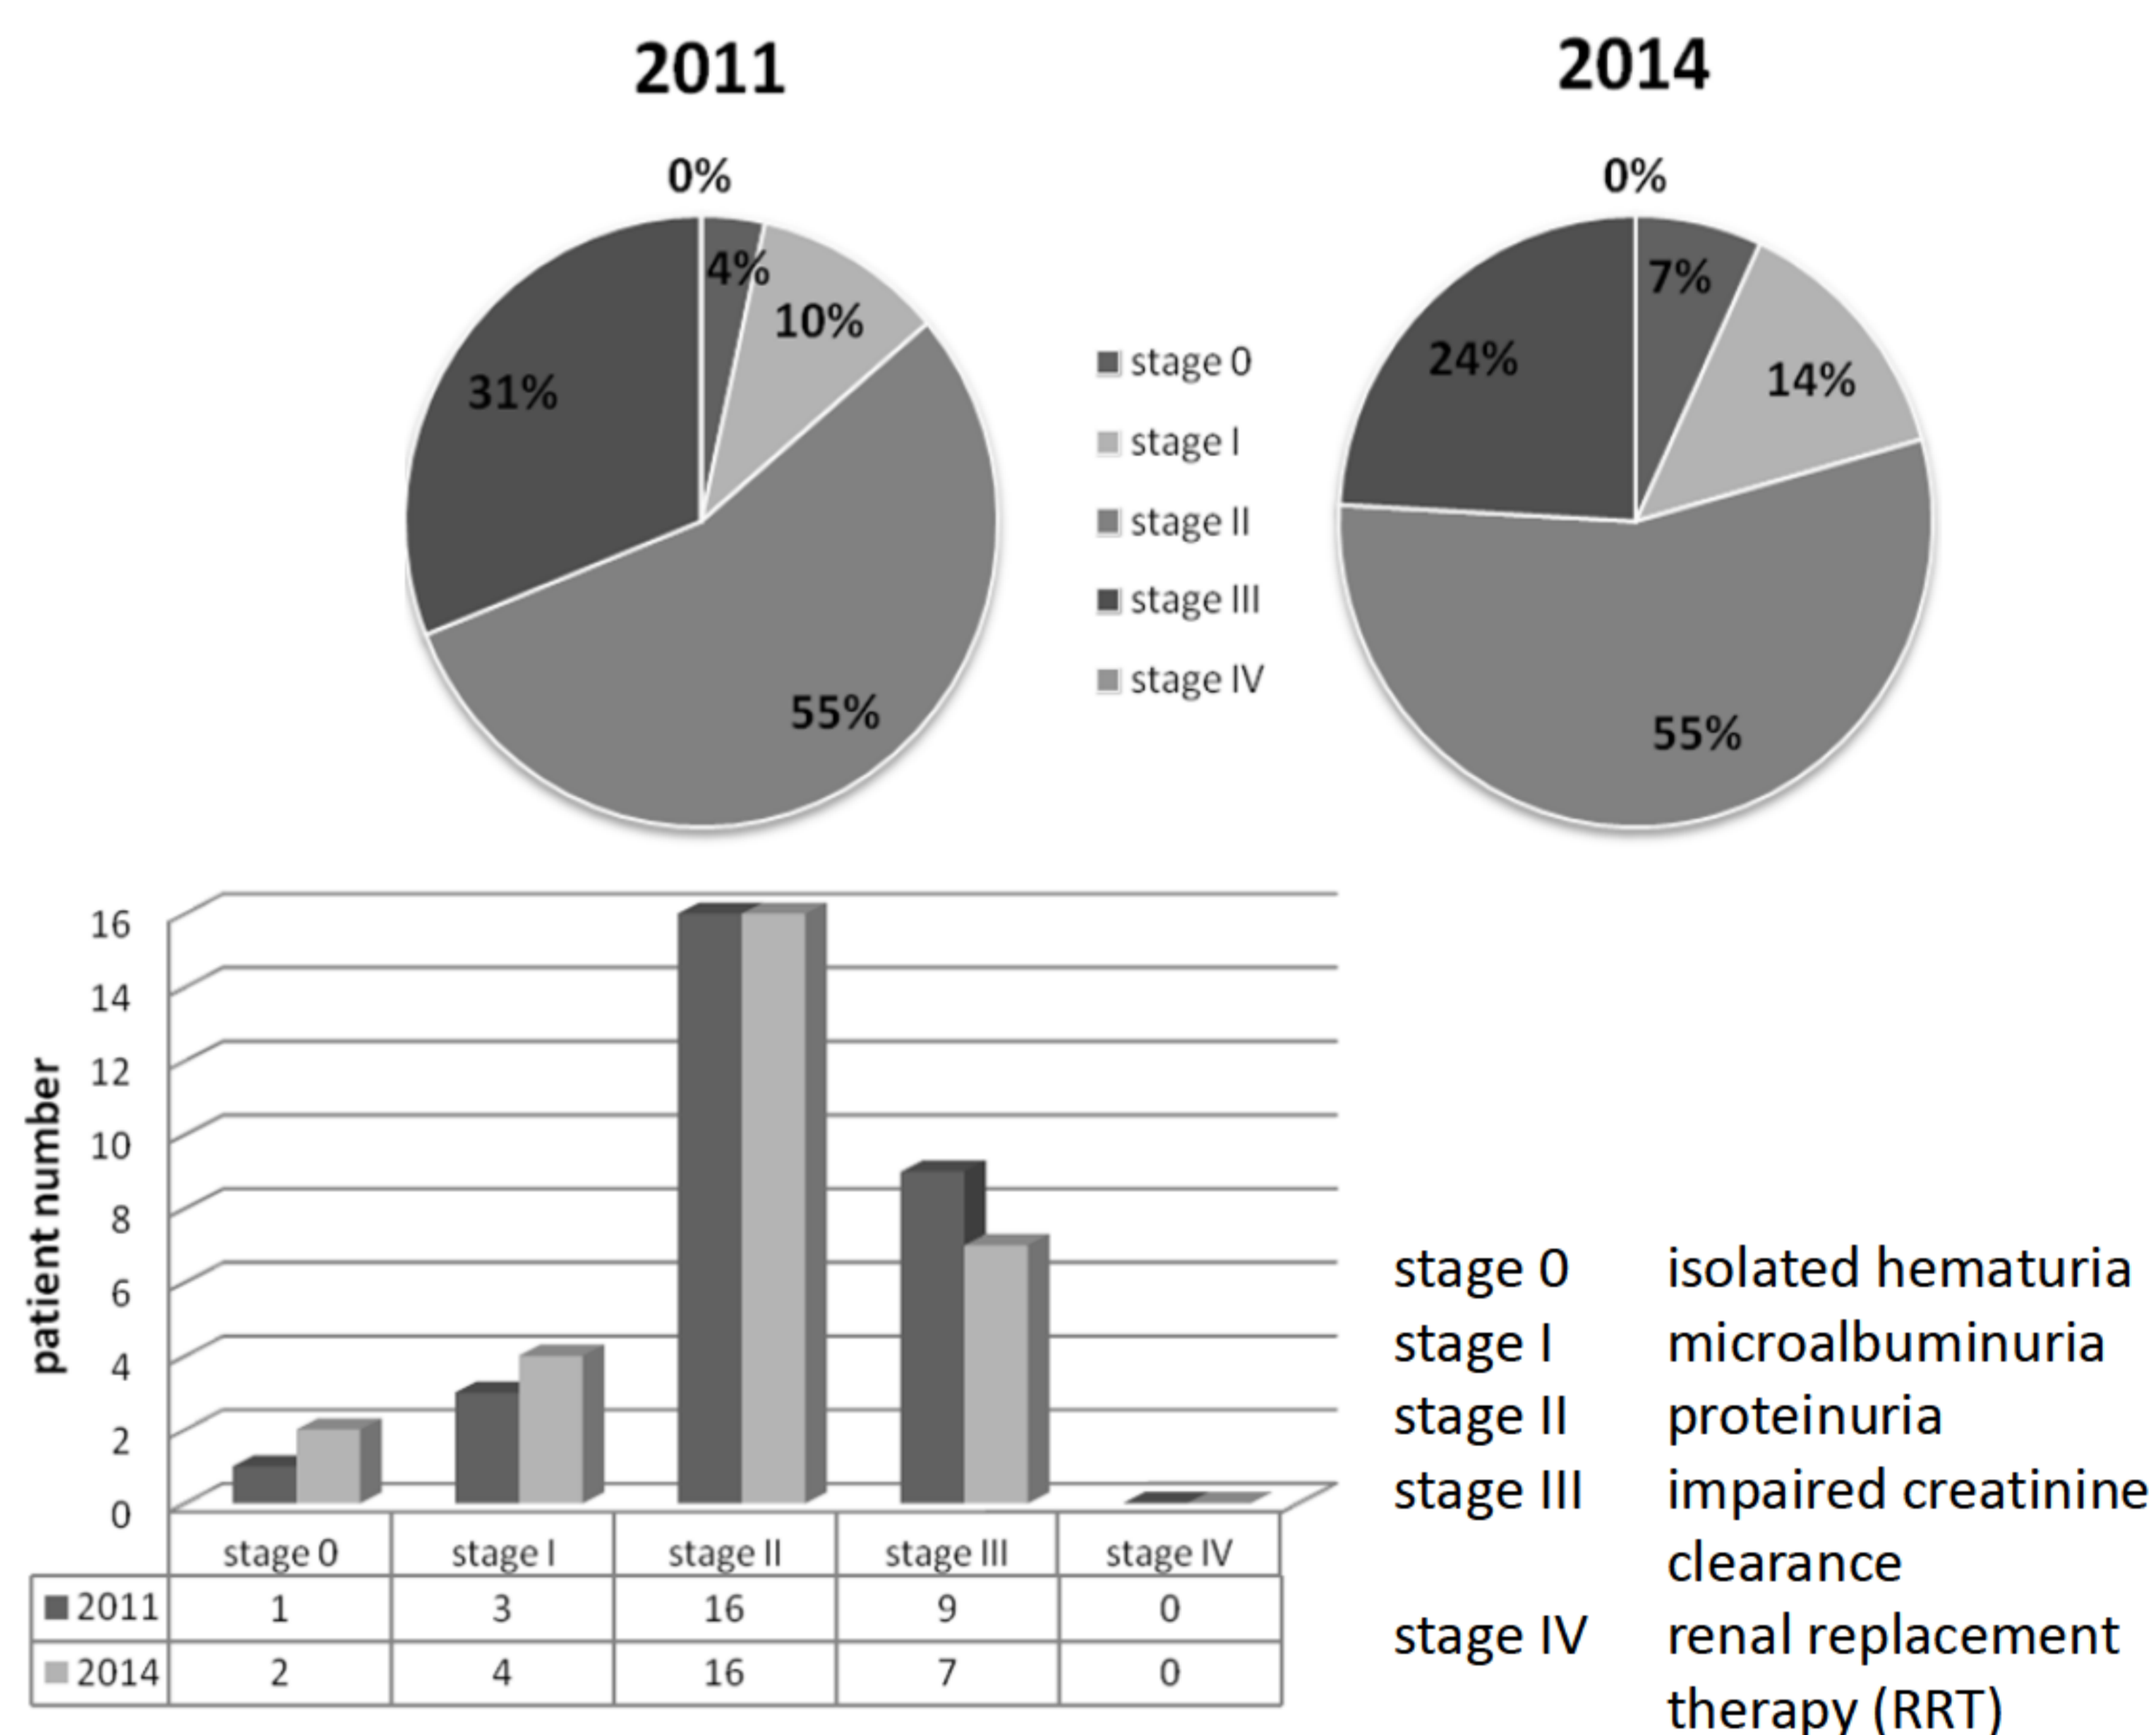 2011
2014
0%
4%
10%
31%
55%
stage 0
stage I
stage II
stage III
stage IV
0%
7%
14%
24%
55%
patient number
16
14
12
10
8
6
4
2
0
stage 0 stage I stage II stage III stage IV
2011 1 3 16 9 0
2014 2 4 16 7 0
stage 0 isolated hematuria
stage I microalbuminuria
stage II proteinuria
stage III impaired creatinine
clearance
stage IV renal replacement
therapy (RRT)